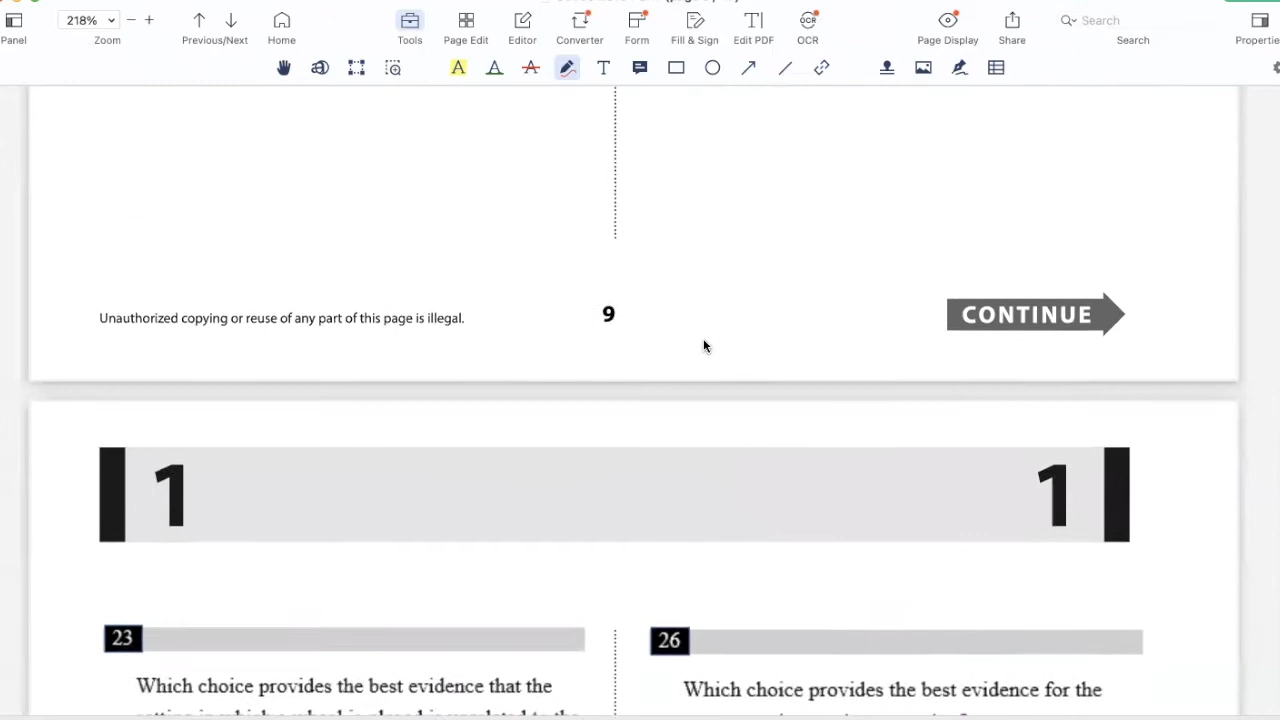 218%
Panel
Zoom
Previous/Next
Home
Tools
Page Edit
Editor
Converter
Form
Fill & Sign
Edit PDF
OCR
OCR
Page Display
Share
Search
Search
Propertie
Unauthorized copying or reuse of any part of this page is illegal.
9
CONTINUE
1
1
23
Which choice provides the best evidence that the
26
Which choice provides the best evidence for the